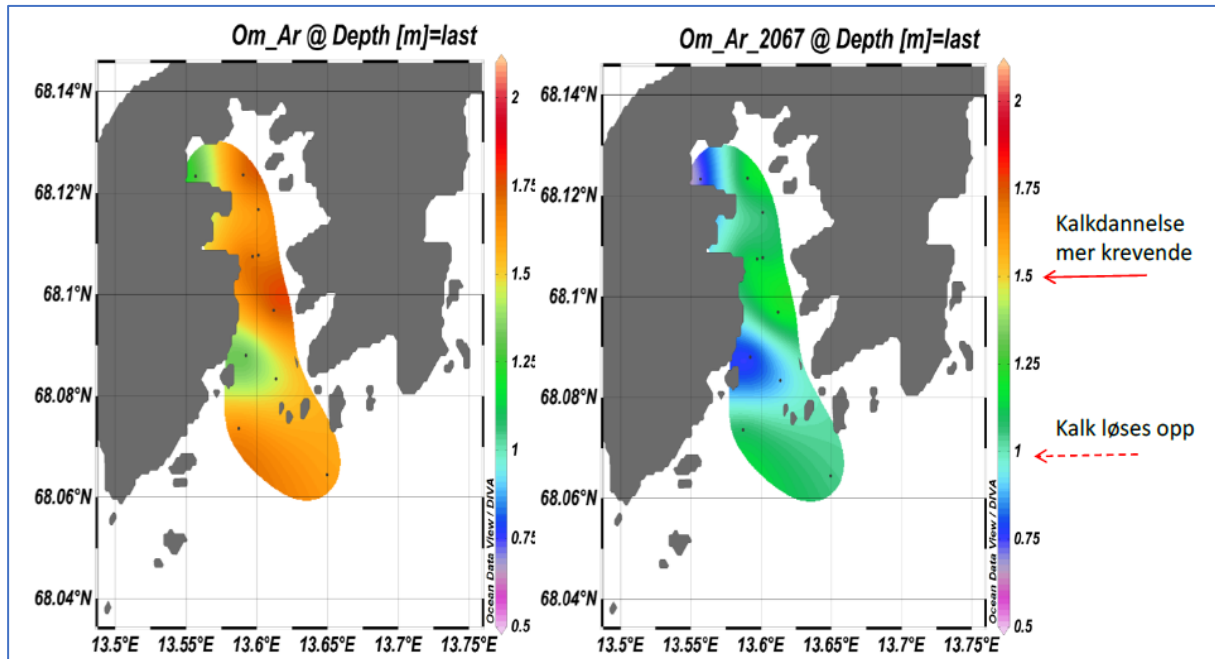 Om_Ar @ Depth [m]=last
Om_Ar_2067 @ Depth [m]=last
68.14°N
68.12°N
68.1°N
68.08°N
68.06°N
68.04°N
13.5°E 13.55°E 13.6°E 13.65°E 13.7°E 13.75°E
2
1.75
1.5
1.25
1
0.75
0.5
Ocean Data View / DIVA
68.14°N
68.12°N
68.1°N
68.08°N
68.06°N
68.04°N
13.5°E 13.55°E 13.6°E 13.65°E 13.7°E 13.75°E
2
1.75
1.5
1.25
1
0.75
0.5
Ocean Data View / DIVA
Kalkdannelse
mer krevende
Kalk løses opp